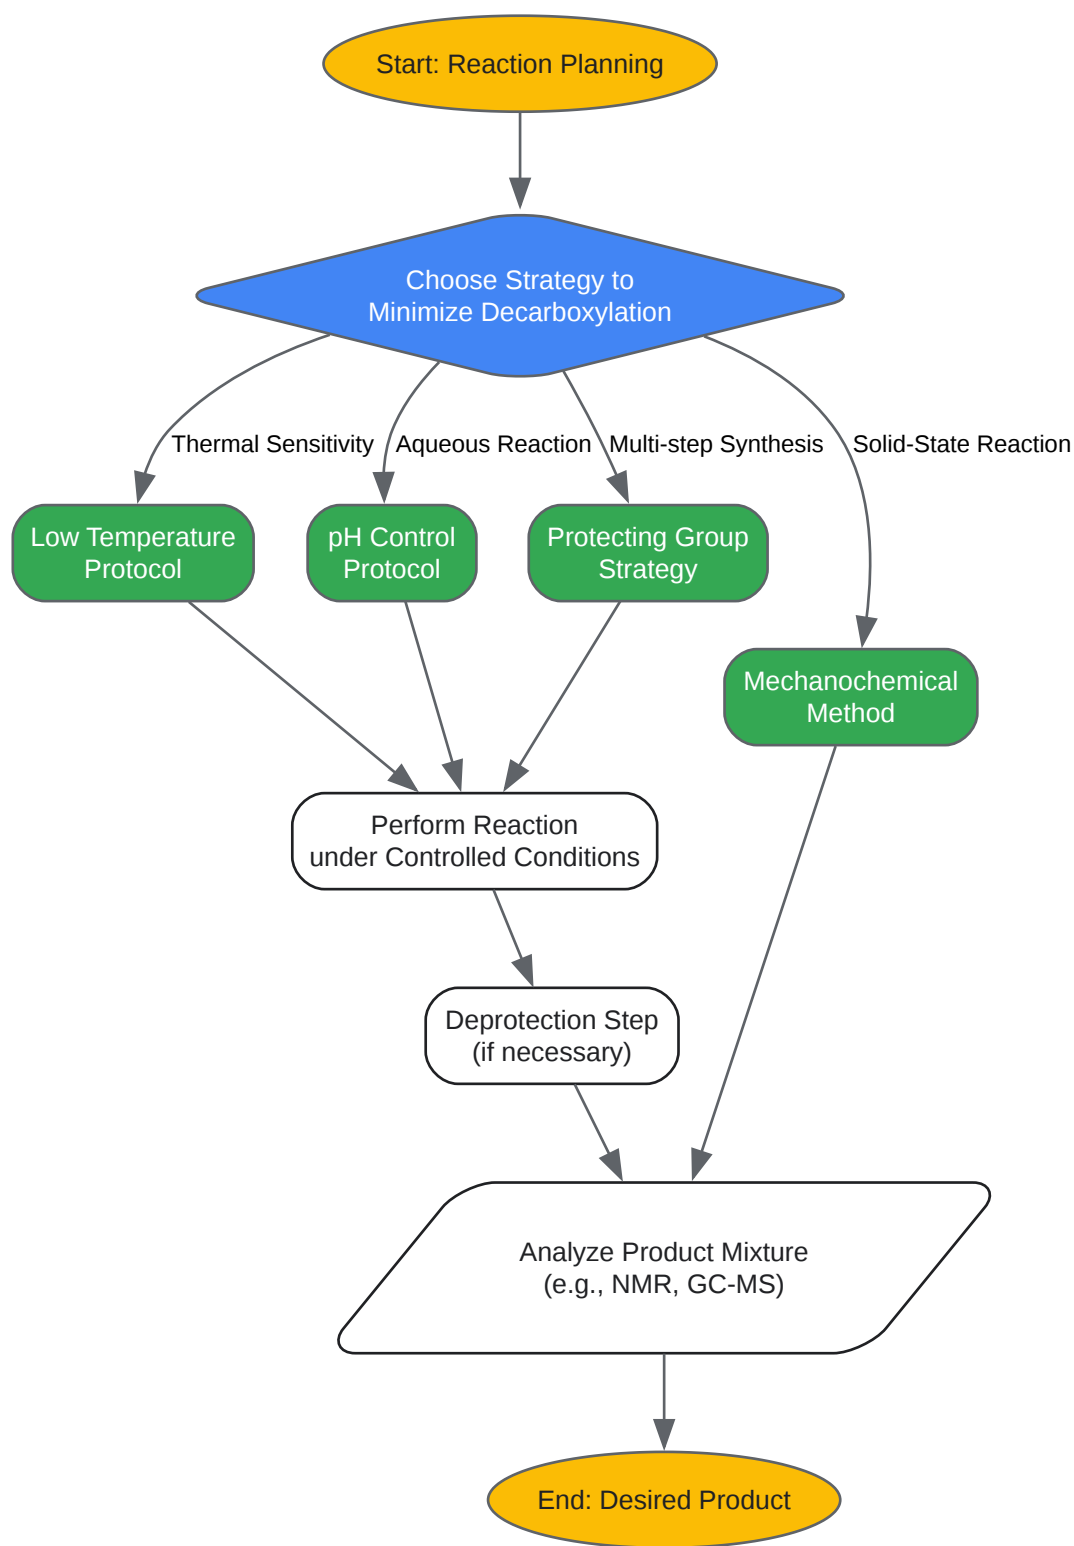 Start: Reaction Planning
Choose Strategy to
Minimize Decarboxylation
Thermal Sensitivity
Aqueous Reaction
Multi-step Synthesis
Solid-State Reaction
Low Temperature
Protocol
pH Control
Protocol
Protecting Group
Strategy
Mechanochemical
Method
Perform Reaction
under Controlled Conditions
Deprotection Step
(if necessary)
Analyze Product Mixture
(e.g., NMR, GC-MS)
End: Desired Product